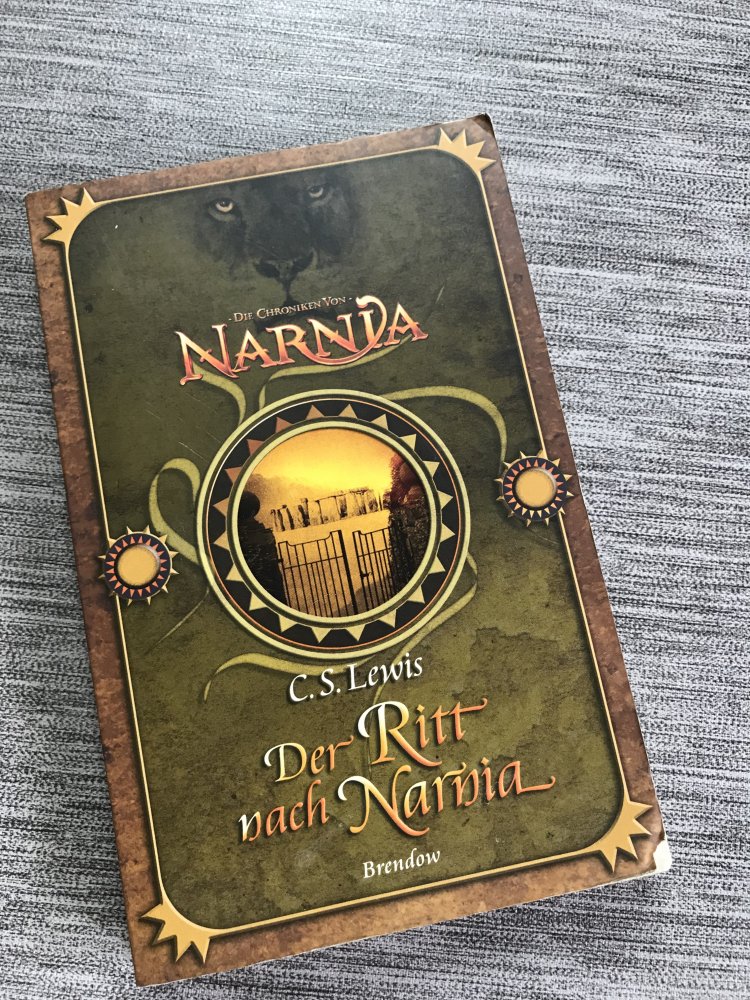 - Die Chroniken Von -
Narnia
C. S. Lewis
Der Ritt
nach Narnia
Brendow